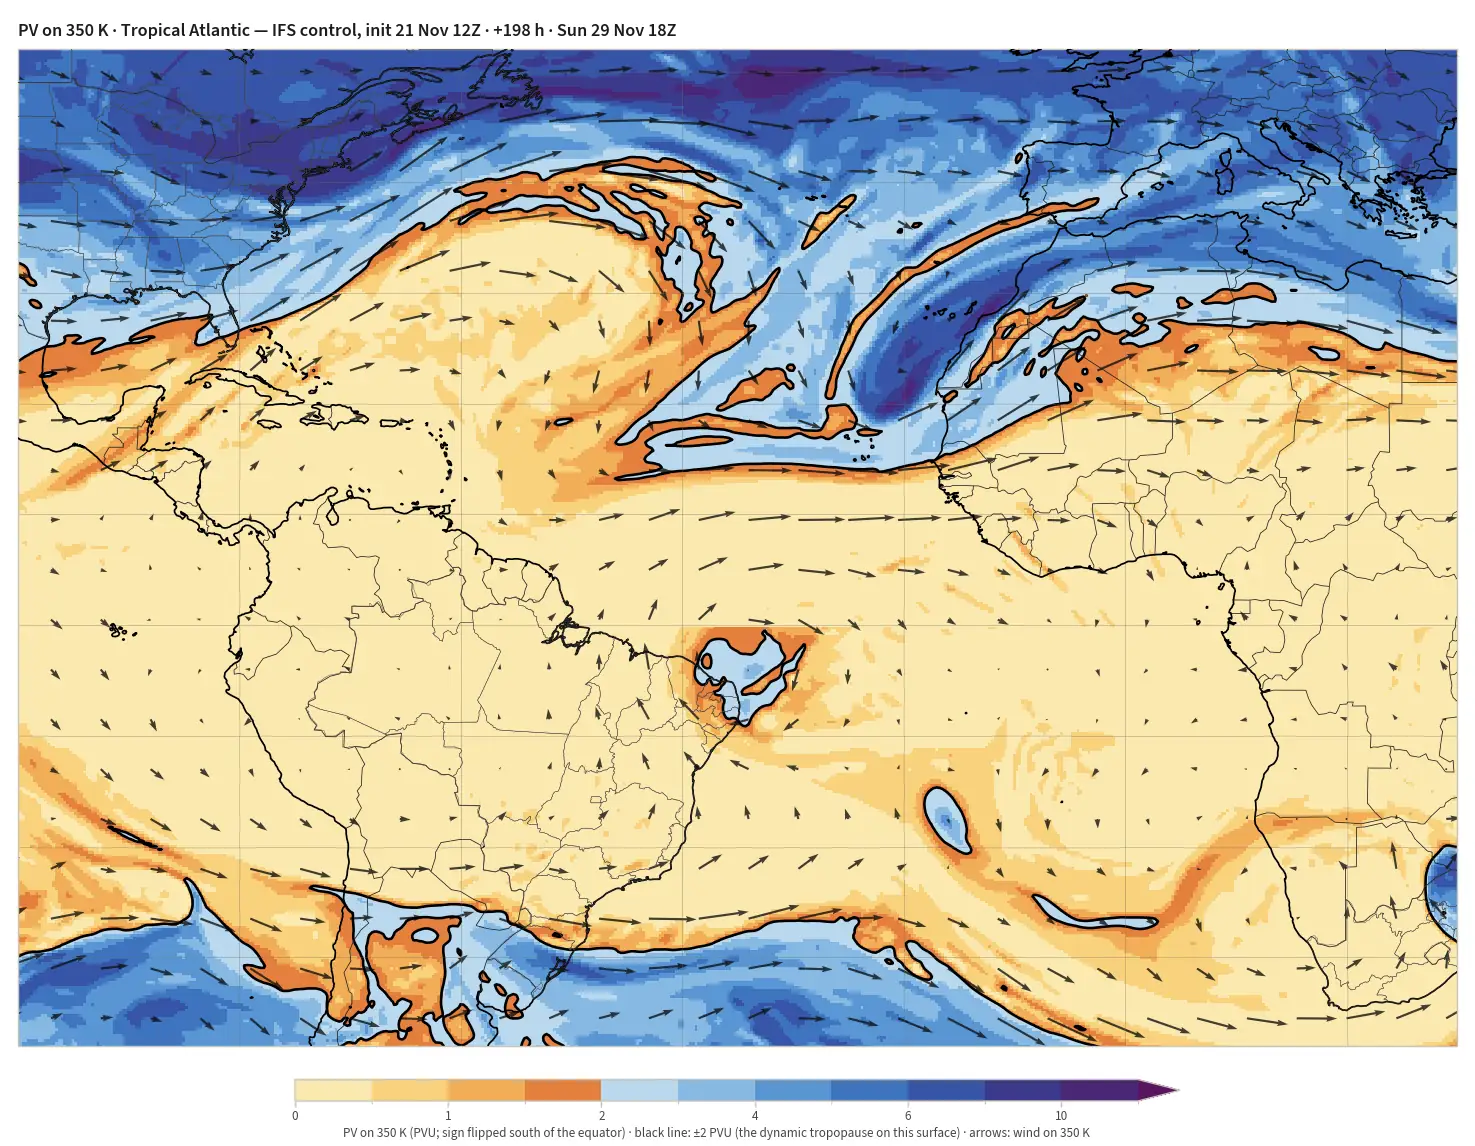 PV on 350 K · Tropical Atlantic — IFS control, init 21 Nov 12Z · +198 h · Sun 29 Nov 18Z
0 1 2 4 6 10
PV on 350 K (PVU; sign flipped south of the equator) · black line: ±2 PVU (the dynamic tropopause on this surface) · arrows: wind on 350 K